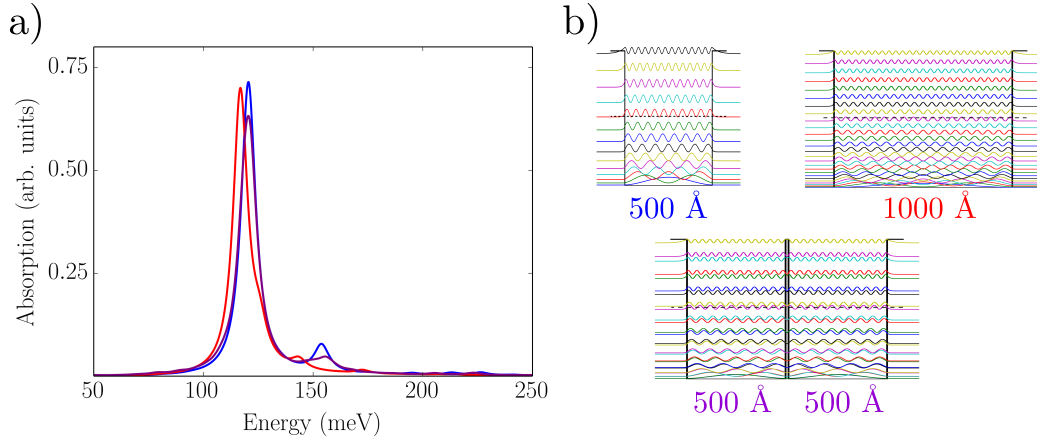 a)
0.75
0.50
0.25
Absorption (arb. units)
50
100
150
200
250
Energy (meV)
b)
500 Å
1000 Å
500 Å
500 Å